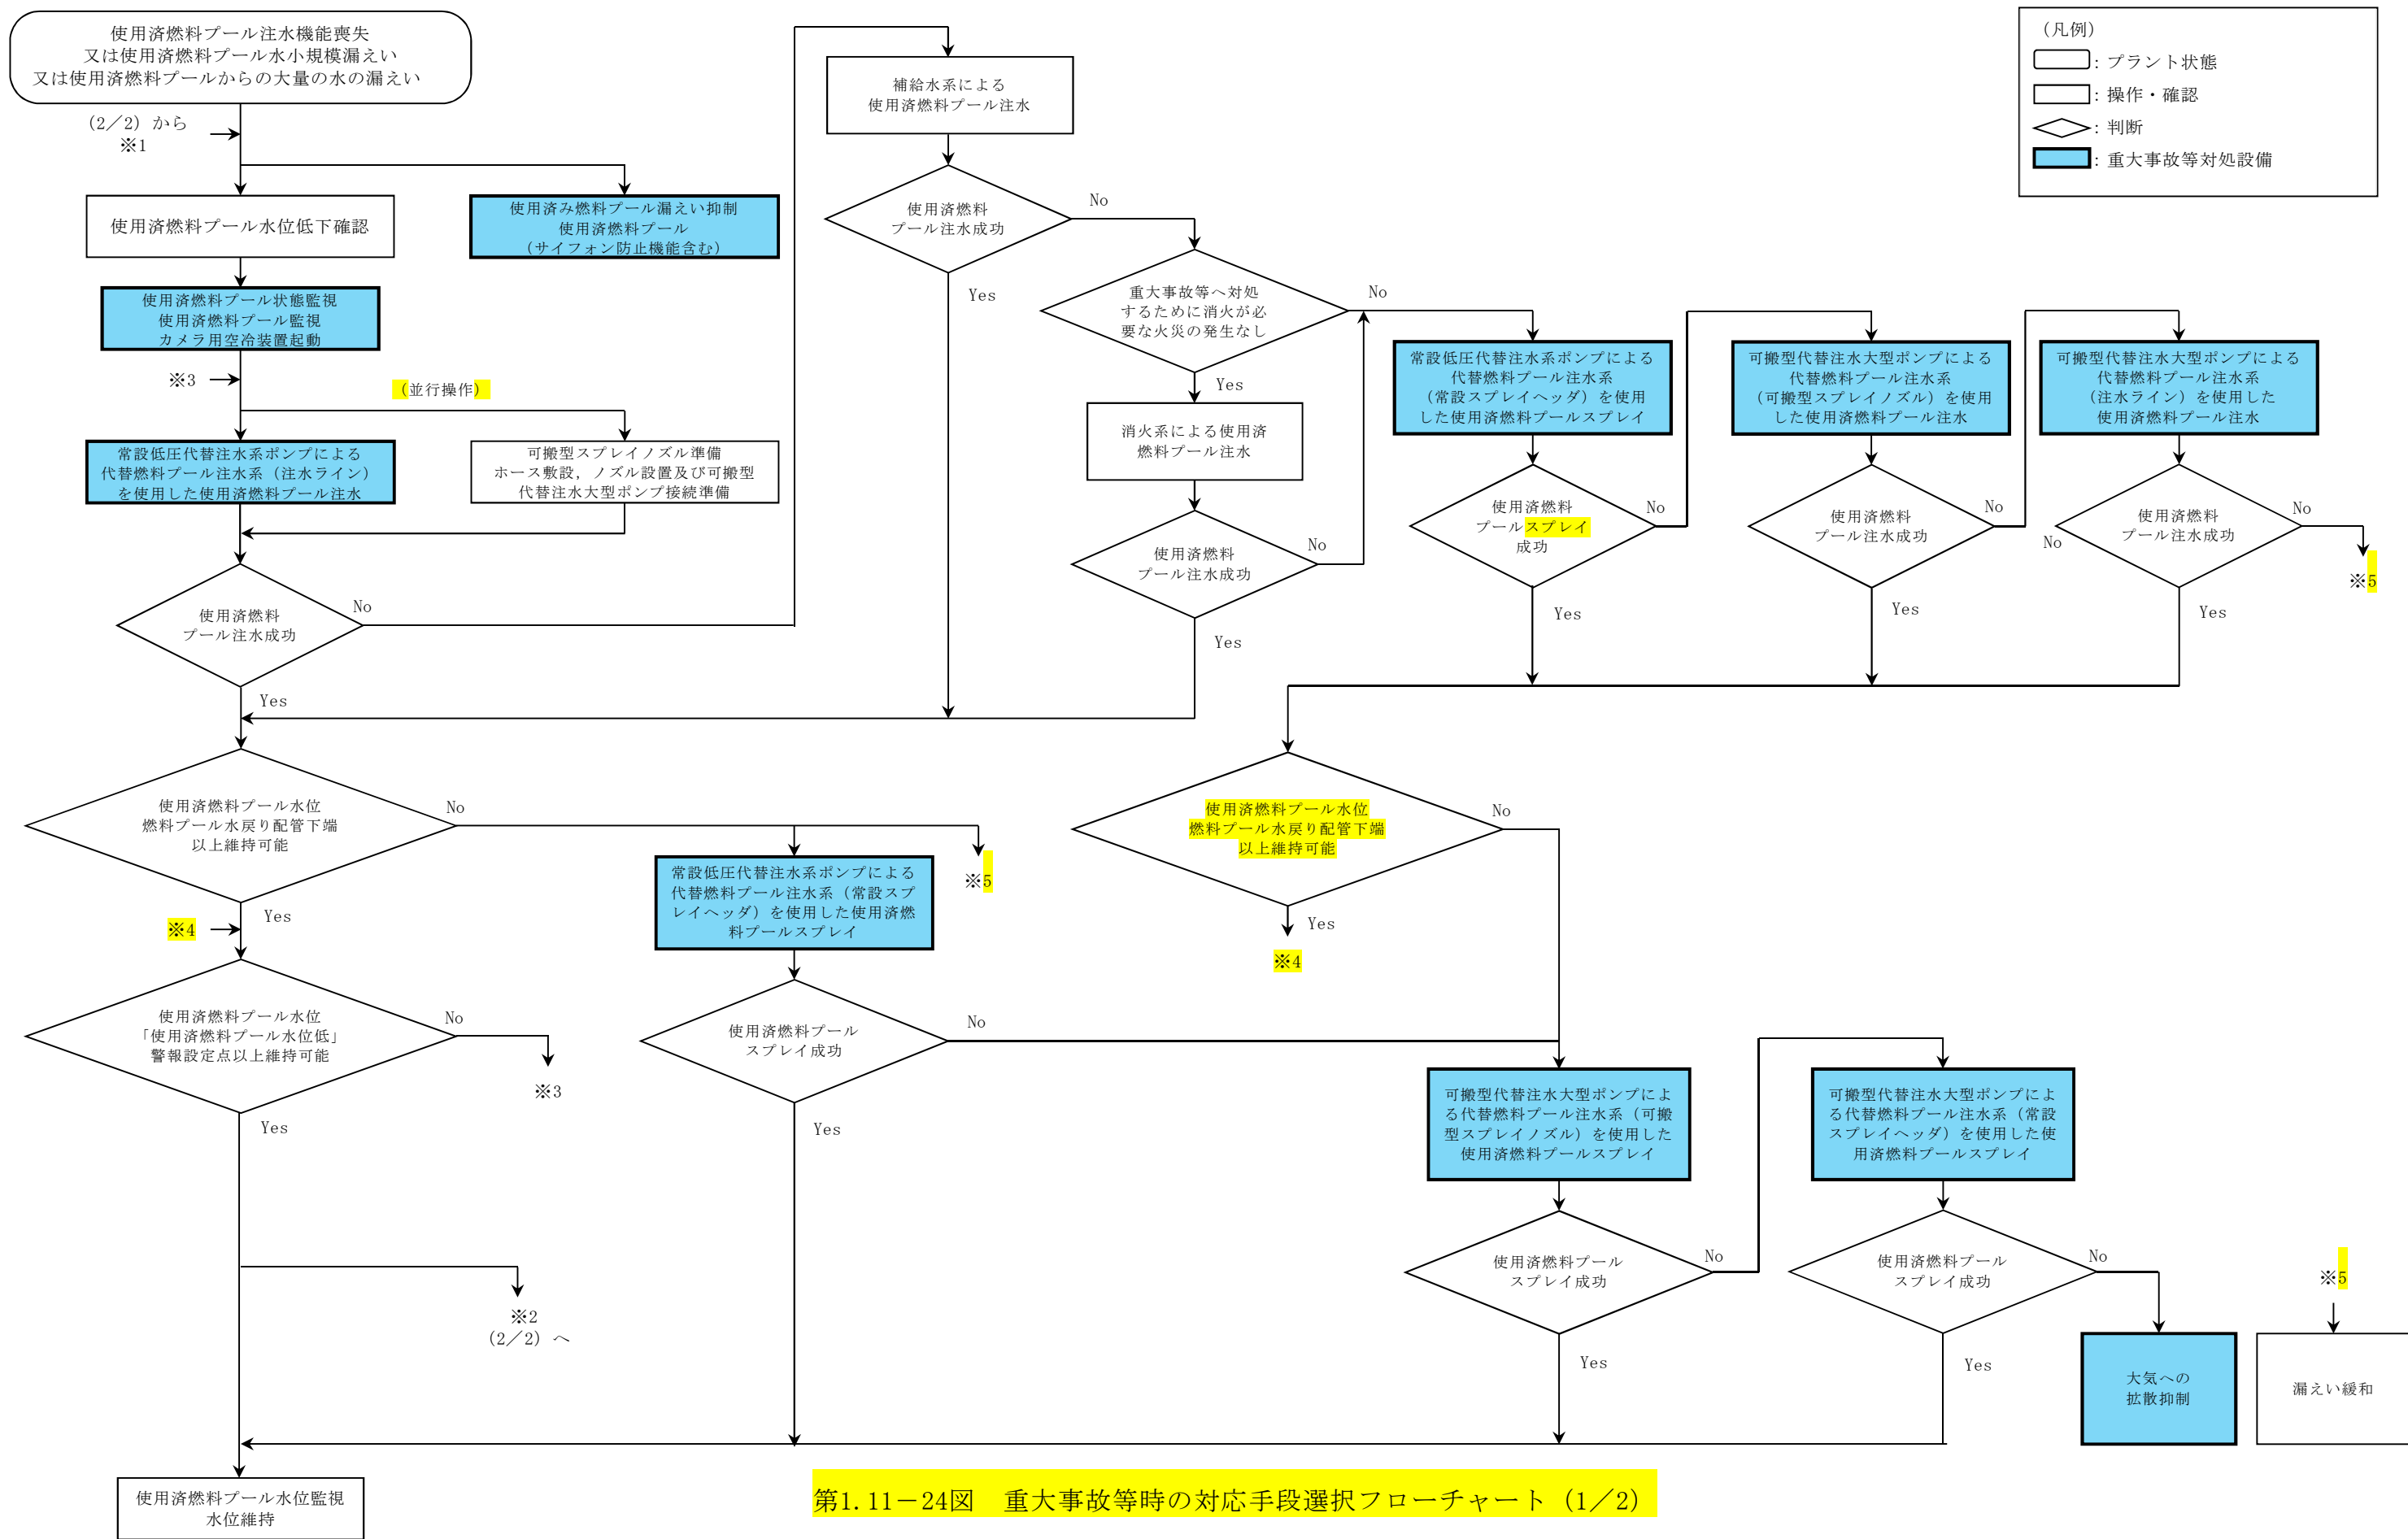 使用済燃料プール注水機能喪失
又は使用済燃料プール水小規模漏えい
又は使用済燃料プールからの大量の水の漏えい
(2/2)から
※1
使用済燃料プール水位低下確認
使用済み燃料プール漏えい抑制
使用済燃料プール
(サイフォン防止機能含む)
使用済燃料プール状態監視
使用済燃料プール監視
カメラ用空冷装置起動
※3
(並行操作)
常設低圧代替注水系ポンプによる
代替燃料プール注水系(注水ライン)
を使用した使用済燃料プール注水
可搬型スプレイノズル準備
ホース敷設,ノズル設置及び可搬型
代替注水大型ポンプ接続準備
使用済燃料
プール注水成功
No
Yes
補給水系による
使用済燃料プール注水
使用済燃料
プール注水成功
No
Yes
重大事故等へ対処
するために消火が必
要な火災の発生なし
No
Yes
消火系による使用済
燃料プール注水
使用済燃料
プール注水成功
No
Yes
常設低圧代替注水系ポンプによる
代替燃料プール注水系
(常設スプレイヘッダ)を使用
した使用済燃料プールスプレイ
使用済燃料
プールスプレイ
成功
No
Yes
可搬型代替注水大型ポンプによる
代替燃料プール注水系
(可搬型スプレイノズル)を使用
した使用済燃料プール注水
使用済燃料
プール注水成功
No
Yes
可搬型代替注水大型ポンプによる
代替燃料プール注水系
(注水ライン)を使用した
使用済燃料プール注水
使用済燃料
プール注水成功
No
No
Yes
※5
(凡例)
:プラント状態
:操作・確認
:判断
:重大事故等対処設備
使用済燃料プール水位
燃料プール水戻り配管下端
以上維持可能
No
Yes
※5
※4
使用済燃料プール水位
「使用済燃料プール水位低」
警報設定点以上維持可能
No
Yes
※3
※2
(2/2)へ
常設低圧代替注水系ポンプによる
代替燃料プール注水系(常設スプ
レイヘッダ)を使用した使用済燃
料プールスプレイ
使用済燃料プール
スプレイ成功
No
Yes
使用済燃料プール水位
燃料プール水戻り配管下端
以上維持可能
No
Yes
※4
可搬型代替注水大型ポンプによ
る代替燃料プール注水系(可搬
型スプレイノズル)を使用した
使用済燃料プールスプレイ
使用済燃料プール
スプレイ成功
No
Yes
可搬型代替注水大型ポンプによ
る代替燃料プール注水系(常設
スプレイヘッダ)を使用した使
用済燃料プールスプレイ
使用済燃料プール
スプレイ成功
No
Yes
大気への
拡散抑制
※5
漏えい緩和
使用済燃料プール水位監視
水位維持
第1.11-24図 重大事故等時の対応手段選択フローチャート(1/2)